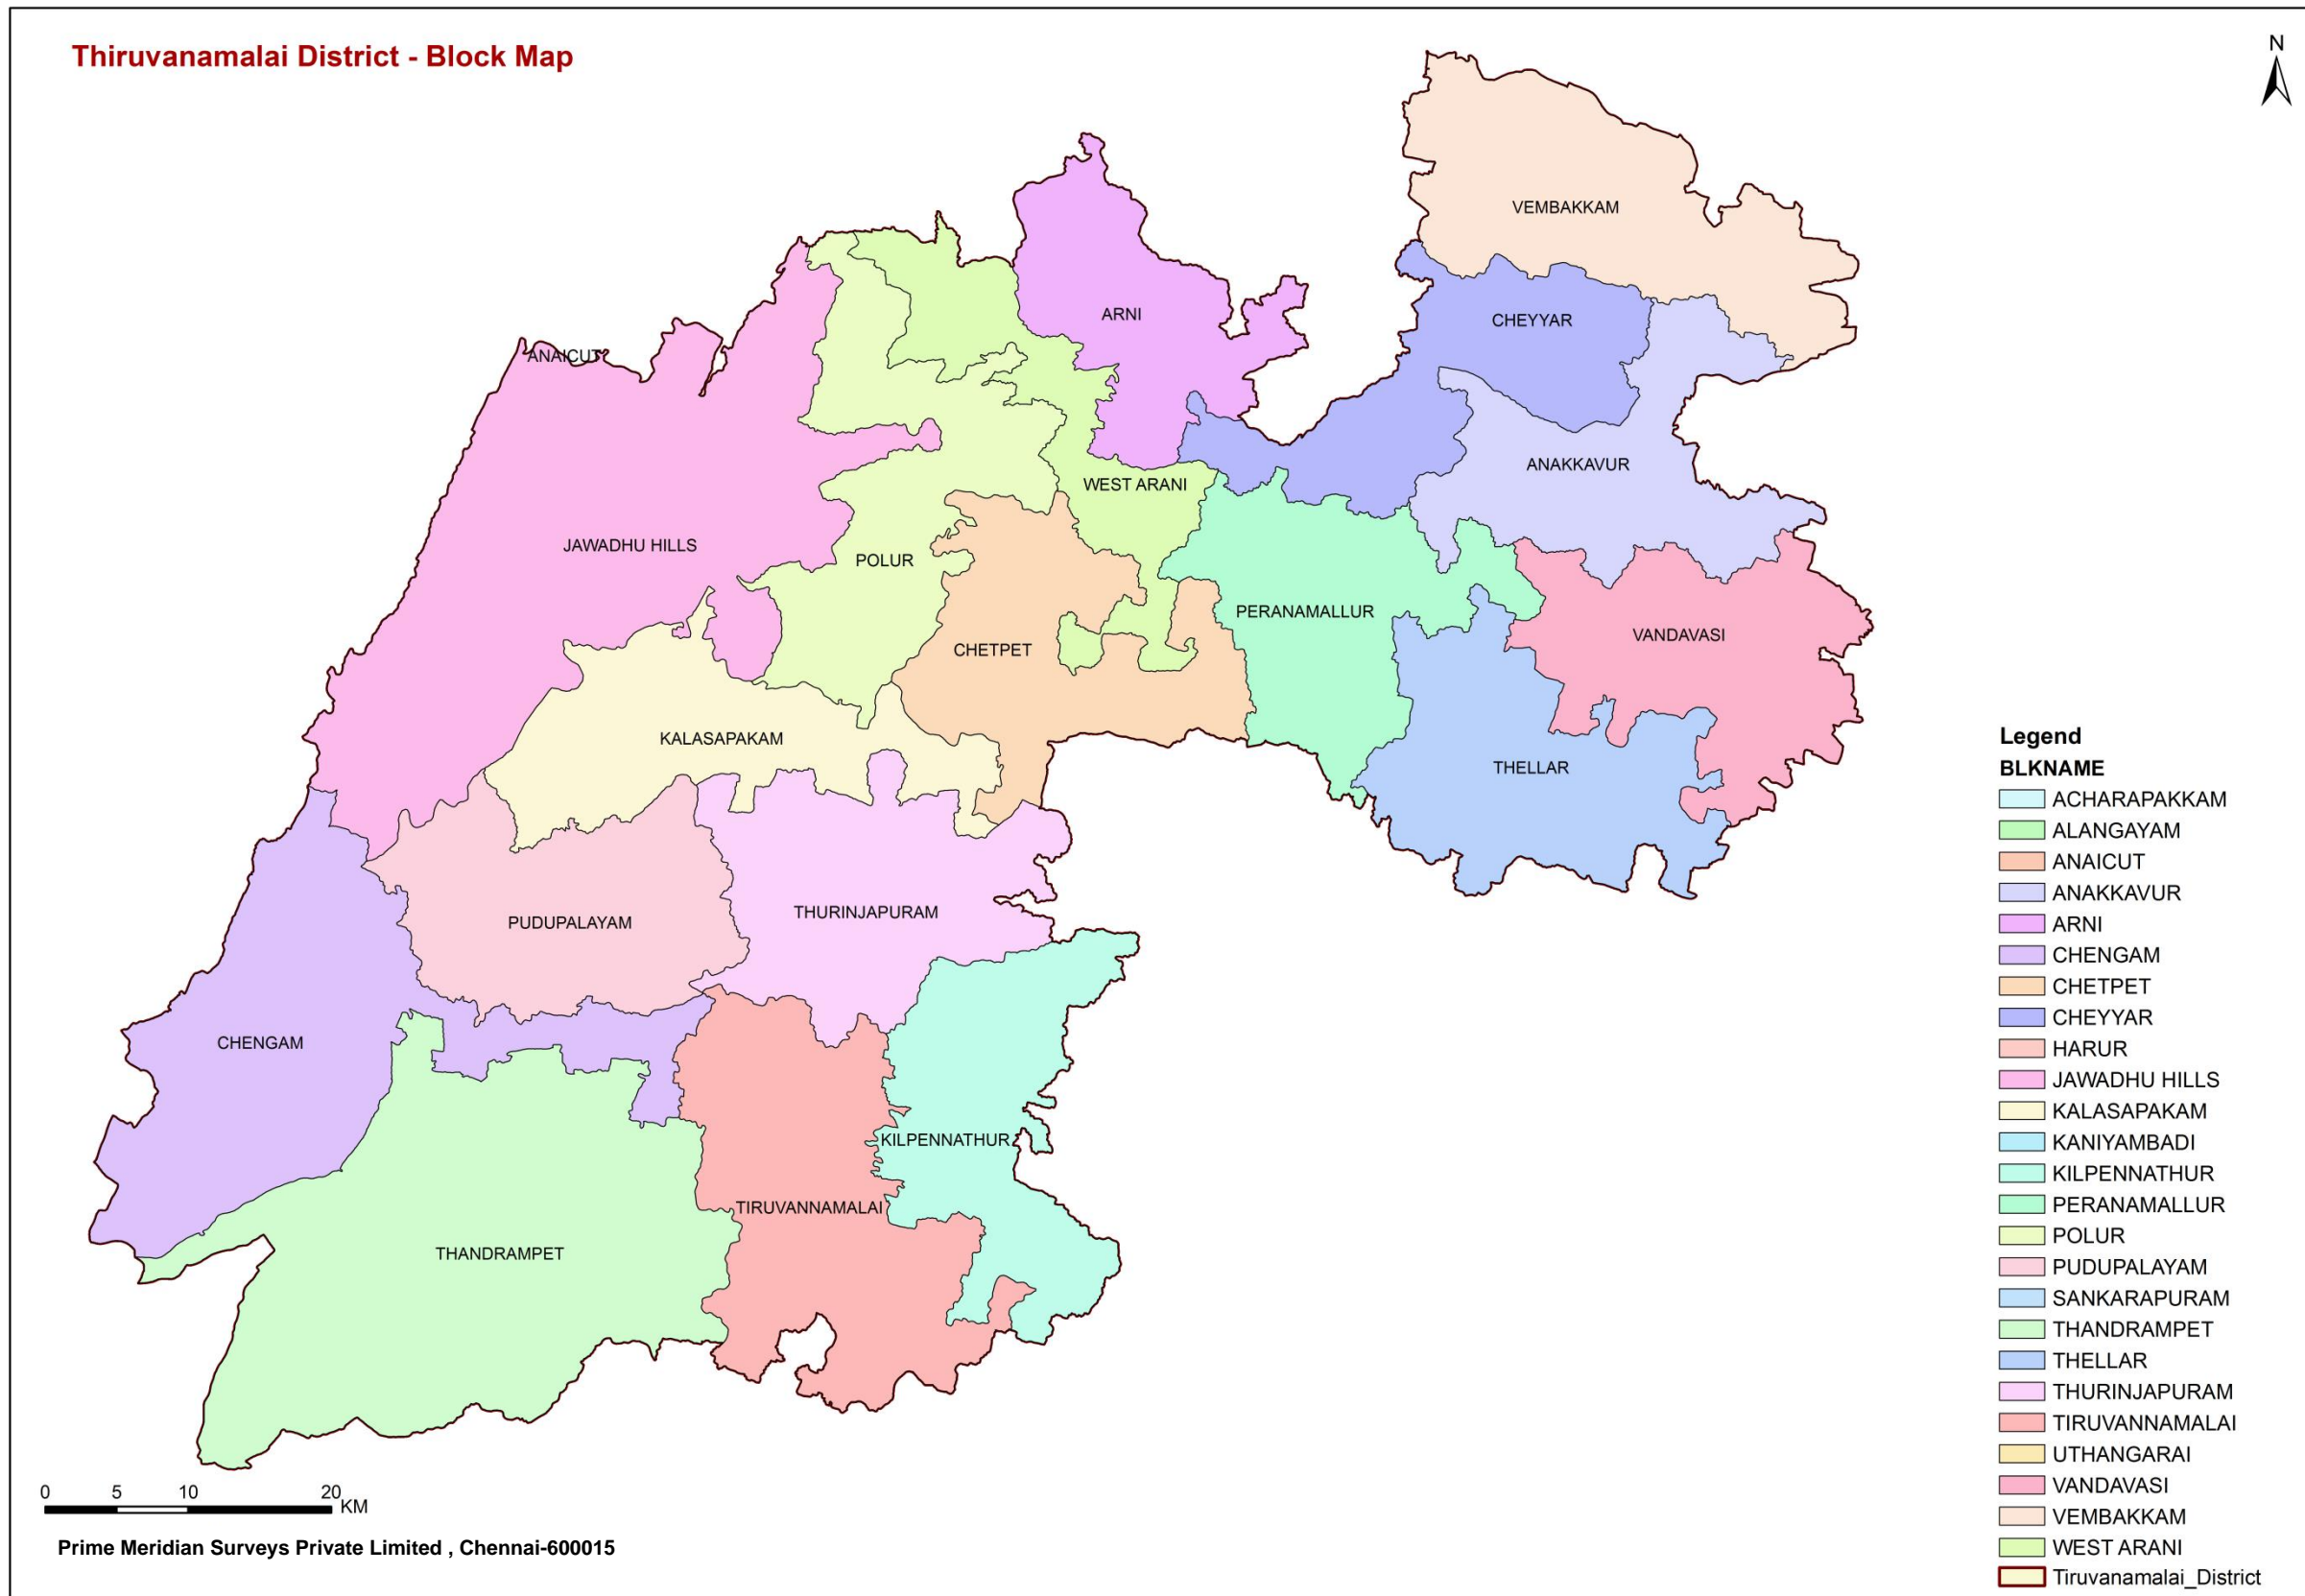 Thiruvanamalai District - Block Map
N
VEMBAKKAM
ARNI
CHEYYAR
ANAICUT
ANAKKAVUR
WEST ARANI
JAWADHU HILLS
POLUR
PERANAMALLUR
VANDAVASI
CHETPET
KALASAPAKAM
THELLAR
PUDUPALAYAM
THURINJAPURAM
CHENGAM
KILPENNATHUR
TIRUVANNAMALAI
THANDRAMPET
Legend
BLKNAME
ACHARAPAKKAM
ALANGAYAM
ANAICUT
ANAKKAVUR
ARNI
CHENGAM
CHETPET
CHEYYAR
HARUR
JAWADHU HILLS
KALASAPAKAM
KANIYAMBADI
KILPENNATHUR
PERANAMALLUR
POLUR
PUDUPALAYAM
SANKARAPURAM
THANDRAMPET
THELLAR
THURINJAPURAM
TIRUVANNAMALAI
UTHANGARAI
VANDAVASI
VEMBAKKAM
WEST ARANI
Tiruvanamalai_District
0 5 10 20
KM
Prime Meridian Surveys Private Limited , Chennai-600015